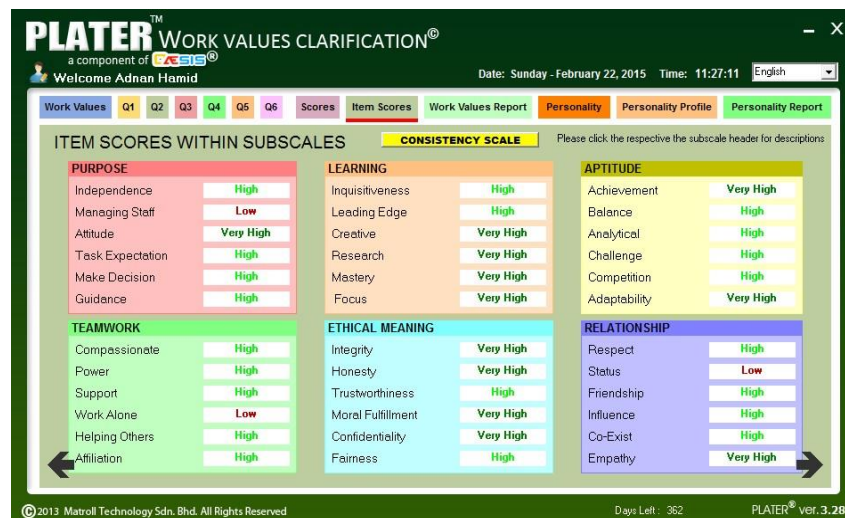 PLATER™ WORK VALUES CLARIFICATION©
a component of CÆSIS®
Welcome Adnan Hamid
Date: Sunday - February 22, 2015 Time: 11:27:11 English
Work Values Q1 Q2 Q3 Q4 Q5 Q6 Scores Item Scores Work Values Report Personality Personality Profile Personality Report
ITEM SCORES WITHIN SUBSCALES CONSISTENCY SCALE Please click the respective the subscale header for descriptions
PURPOSE
Independence High
Managing Staff Low
Attitude Very High
Task Expectation High
Make Decision High
Guidance High
LEARNING
Inquisitiveness High
Leading Edge High
Creative Very High
Research Very High
Mastery Very High
Focus Very High
APTITUDE
Achievement Very High
Balance High
Analytical High
Challenge High
Competition High
Adaptability Very High
TEAMWORK
Compassionate High
Power High
Support High
Work Alone Low
Helping Others High
Affiliation High
ETHICAL MEANING
Integrity Very High
Honesty Very High
Trustworthiness High
Moral Fulfillment Very High
Confidentiality Very High
Fairness High
RELATIONSHIP
Respect High
Status Low
Friendship High
Influence High
Co-Exist High
Empathy Very High
©2013 Matroll Technology Sdn. Bhd. All Rights Reserved Days Left : 362 PLATER® ver.3.28